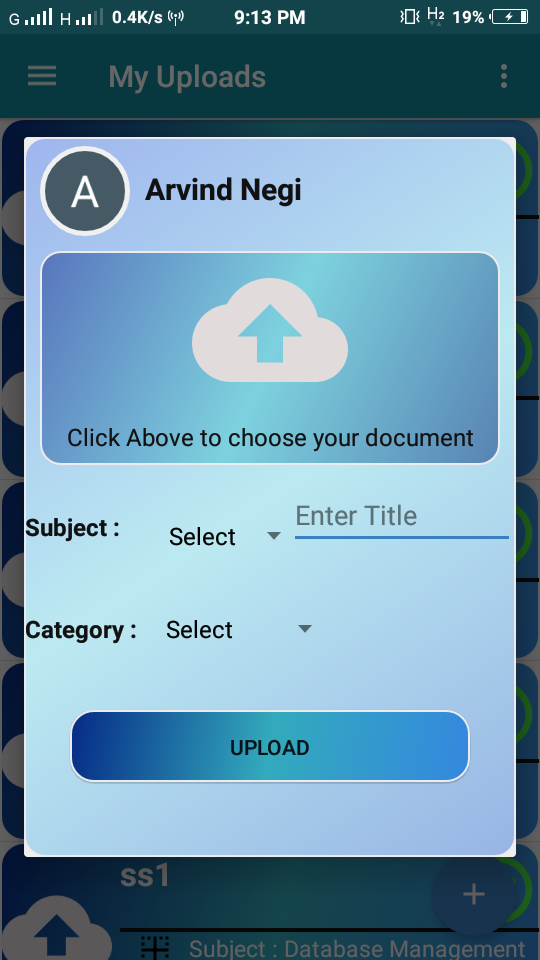 G H 0.4K/s 9:13 PM H2 19%
My Uploads
A Arvind Negi
Click Above to choose your document
Subject : Select Enter Title
Category : Select
UPLOAD
ss1
+
Subject : Database Management